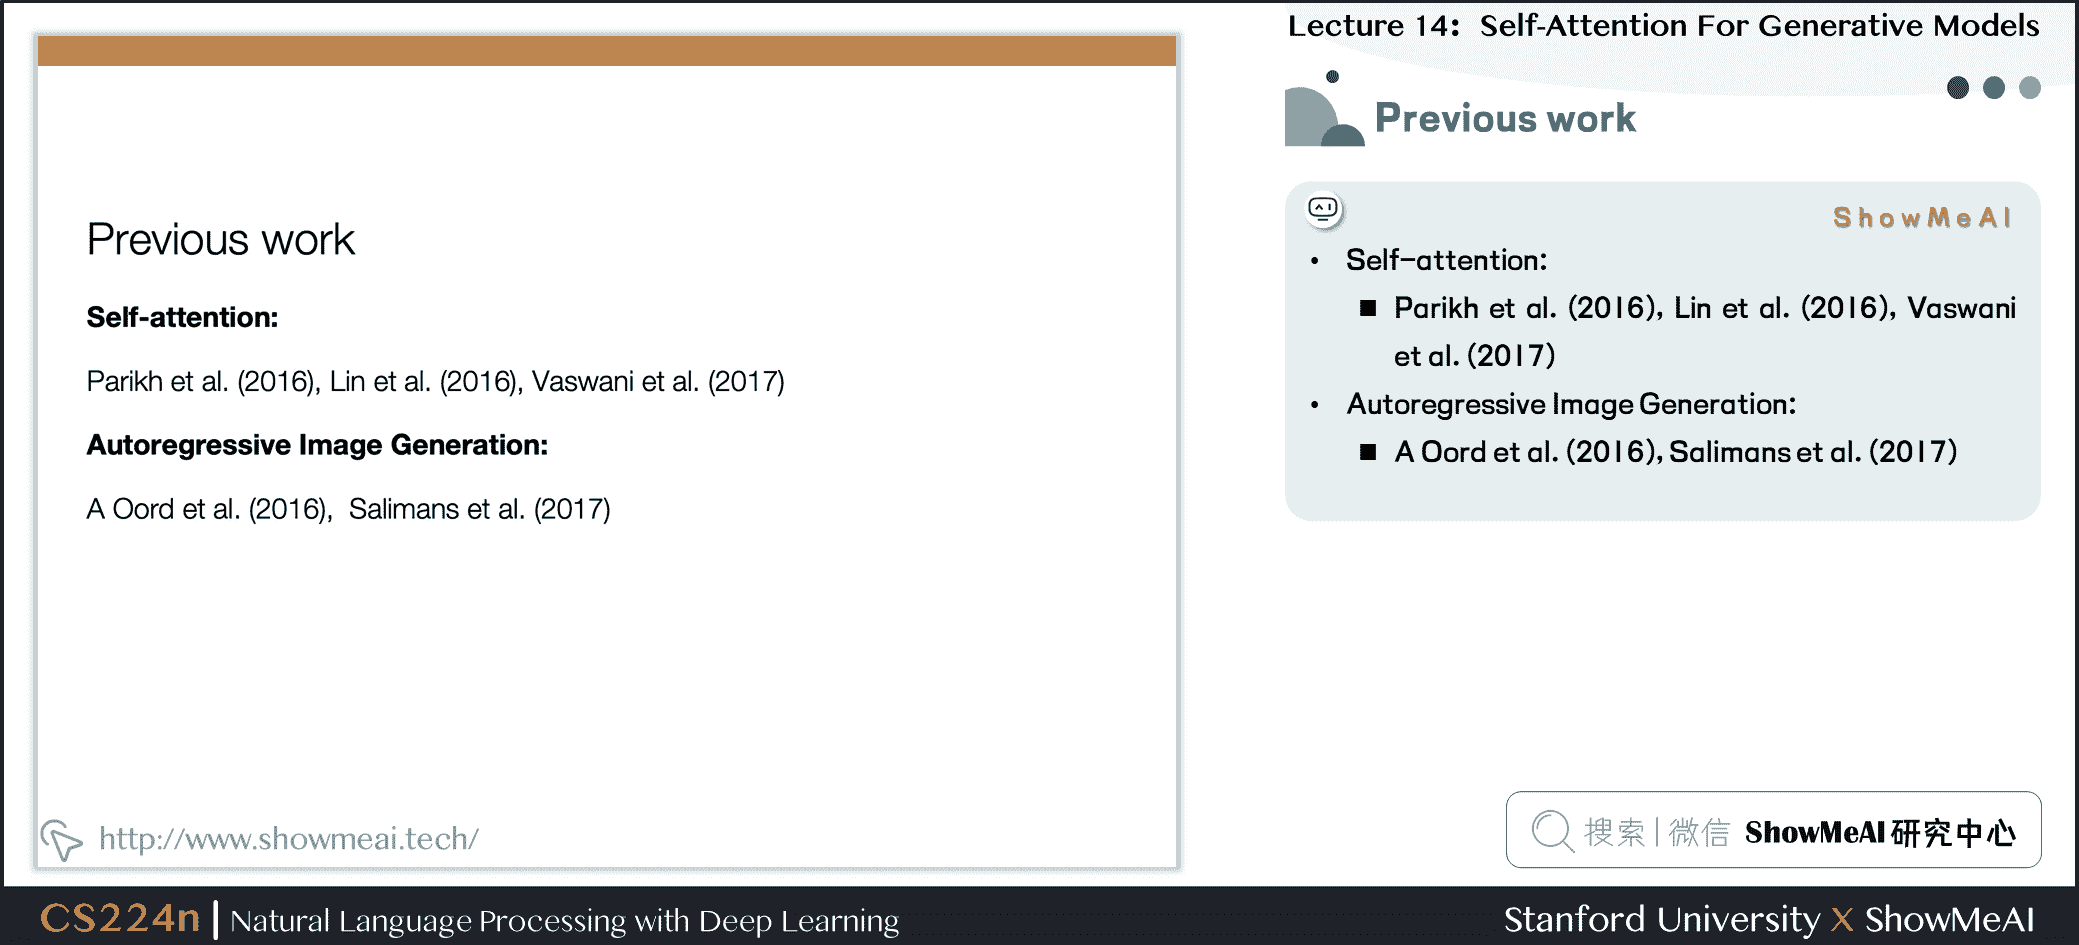 Previous work
Self-attention:
Parikh et al. (2016), Lin et al. (2016), Vaswani et al. (2017)
Autoregressive Image Generation:
A Oord et al. (2016), Salimans et al. (2017)
http://www.showmeai.tech/
Lecture 14: Self-Attention For Generative Models
Previous work
ShowMeAI
• Self-attention:
■ Parikh et al. (2016), Lin et al. (2016), Vaswani
et al. (2017)
• Autoregressive Image Generation:
■ A Oord et al. (2016), Salimans et al. (2017)
搜索 | 微信 ShowMeAI 研究中心
CS224n | Natural Language Processing with Deep Learning
Stanford University X ShowMeAI